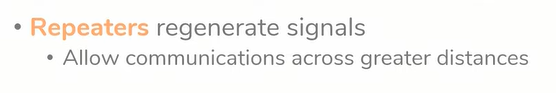 • Repeaters regenerate signals
• Allow communications across greater distances